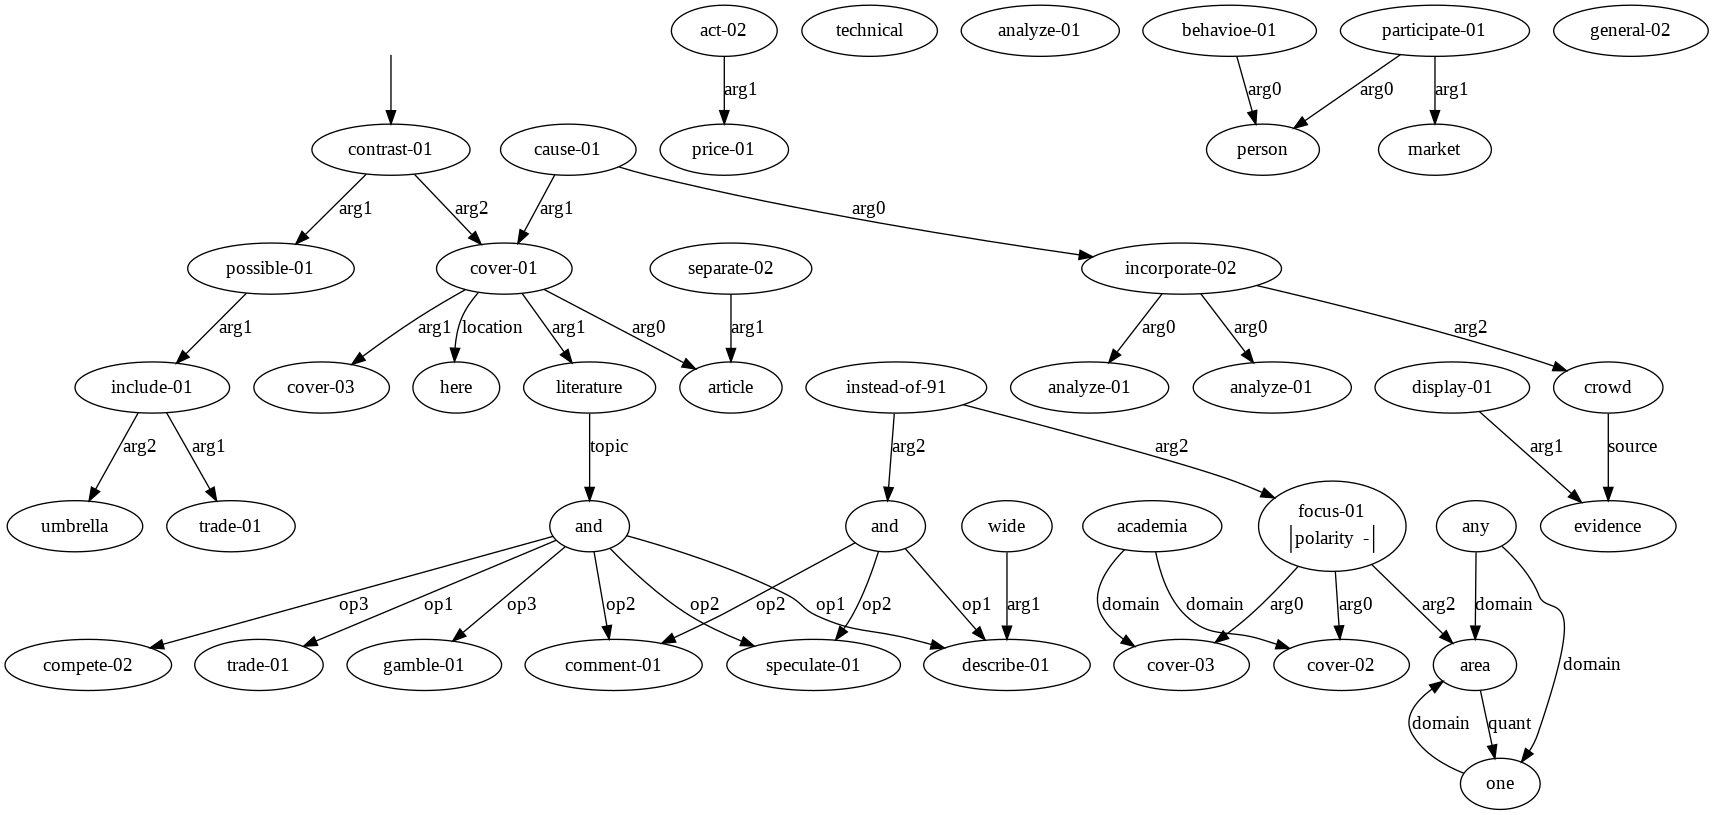 act-02
technical
analyze-01
behavioe-01
participate-01
general-02
arg1
arg0
arg0
arg1
contrast-01
cause-01
price-01
person
market
arg1
arg2
arg1
arg0
possible-01
cover-01
separate-02
incorporate-02
arg1
arg1
location
arg1
arg0
arg1
arg0
arg0
arg2
include-01
cover-03
here
literature
article
instead-of-91
analyze-01
analyze-01
display-01
crowd
arg2
arg1
topic
arg2
arg2
arg1
source
umbrella
trade-01
and
and
wide
academia
focus-01
polarity -
any
evidence
op3
op1
op3
op2
op2
op2
op1
op2
op1
arg1
domain
domain
arg0
arg0
arg2
domain
domain
compete-02
trade-01
gamble-01
comment-01
speculate-01
describe-01
cover-03
cover-02
area
domain
quant
one